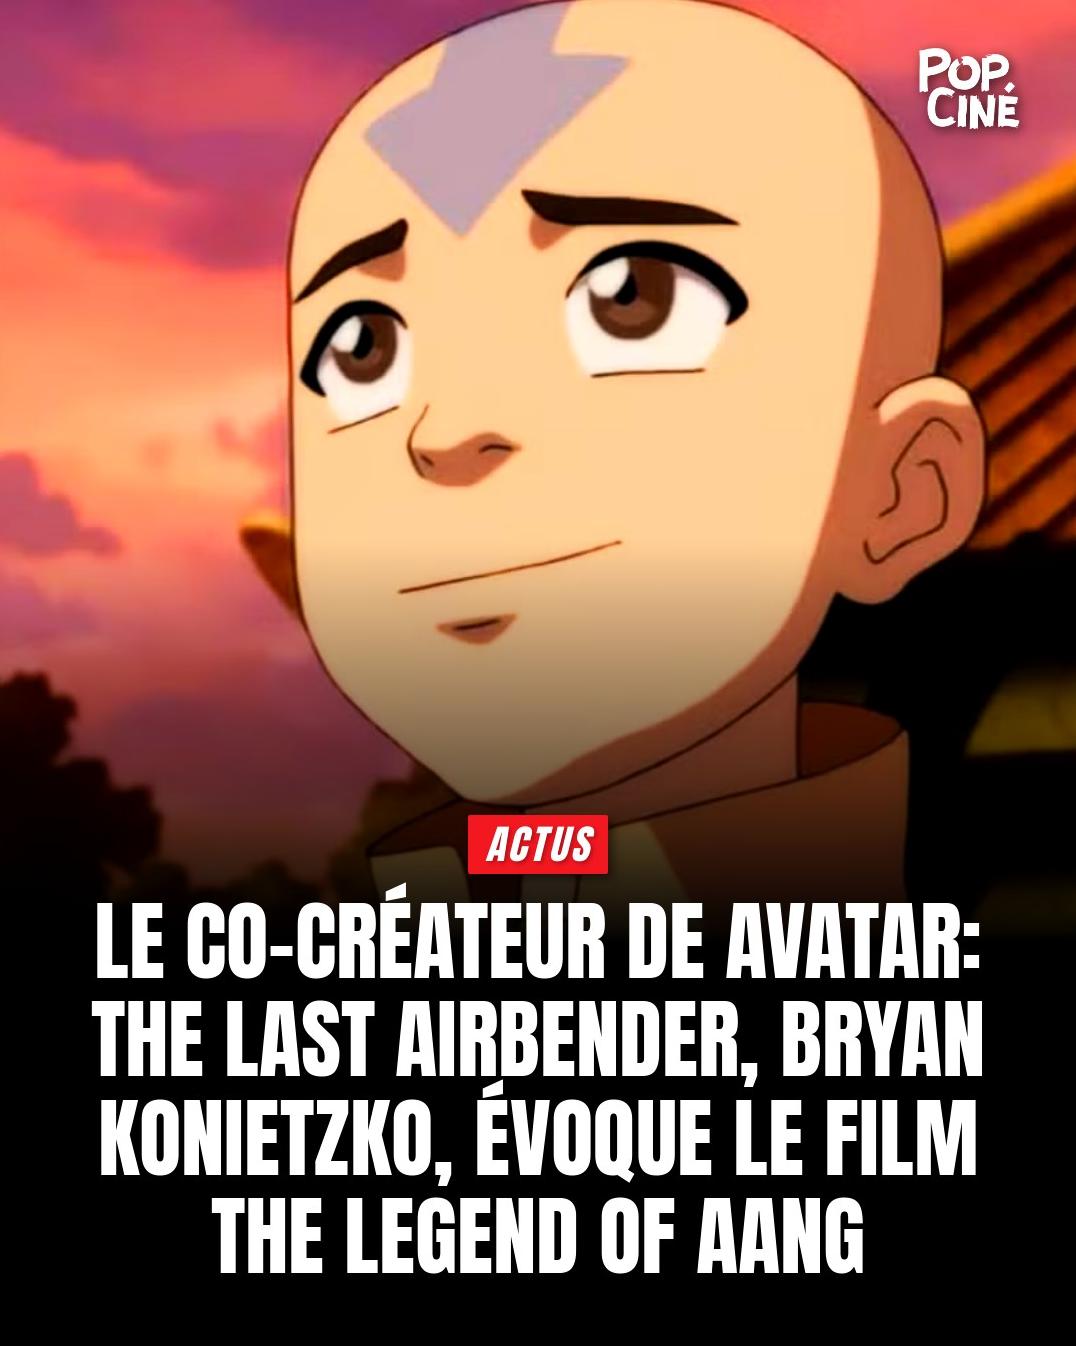 POP.
CINÉ
ACTUS
LE CO-CRÉATEUR DE AVATAR:
THE LAST AIRBENDER, BRYAN
KONIETZKO, ÉVOQUE LE FILM
THE LEGEND OF AANG